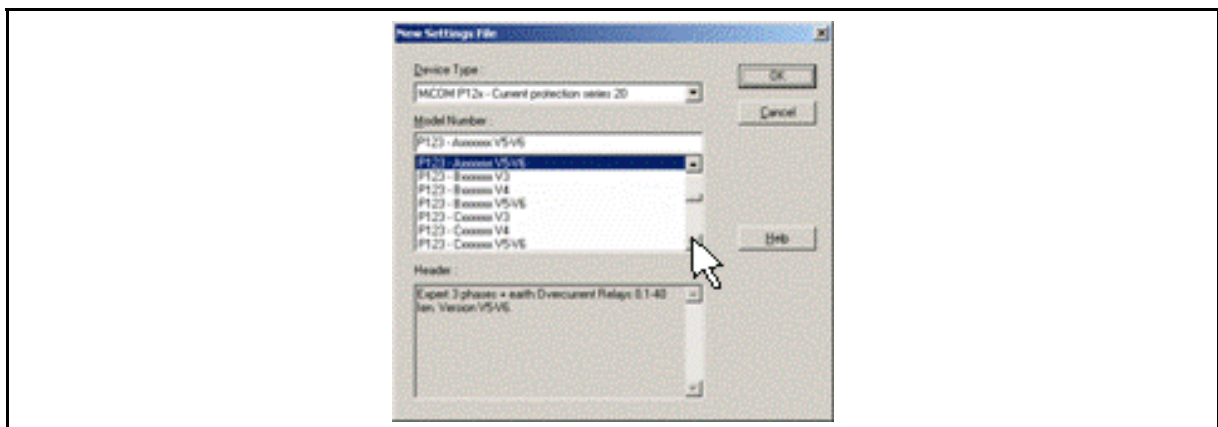 New Settings File
Device Type :
MiCOM P12x - Current protection series 20
OK
Cancel
Model Number :
P123 - Axxxxxx V5-V6
P123 - Axxxxxx V5-V6
P123 - Bxxxxxx V3
P123 - Bxxxxxx V4
P123 - Bxxxxxx V5-V6
P123 - Cxxxxxx V3
P123 - Cxxxxxx V4
P123 - Cxxxxxx V5-V6
Help
Header :
Expert 3 phases + earth Overcurrent Relays 0.1-40
Ien. Version V5-V6.